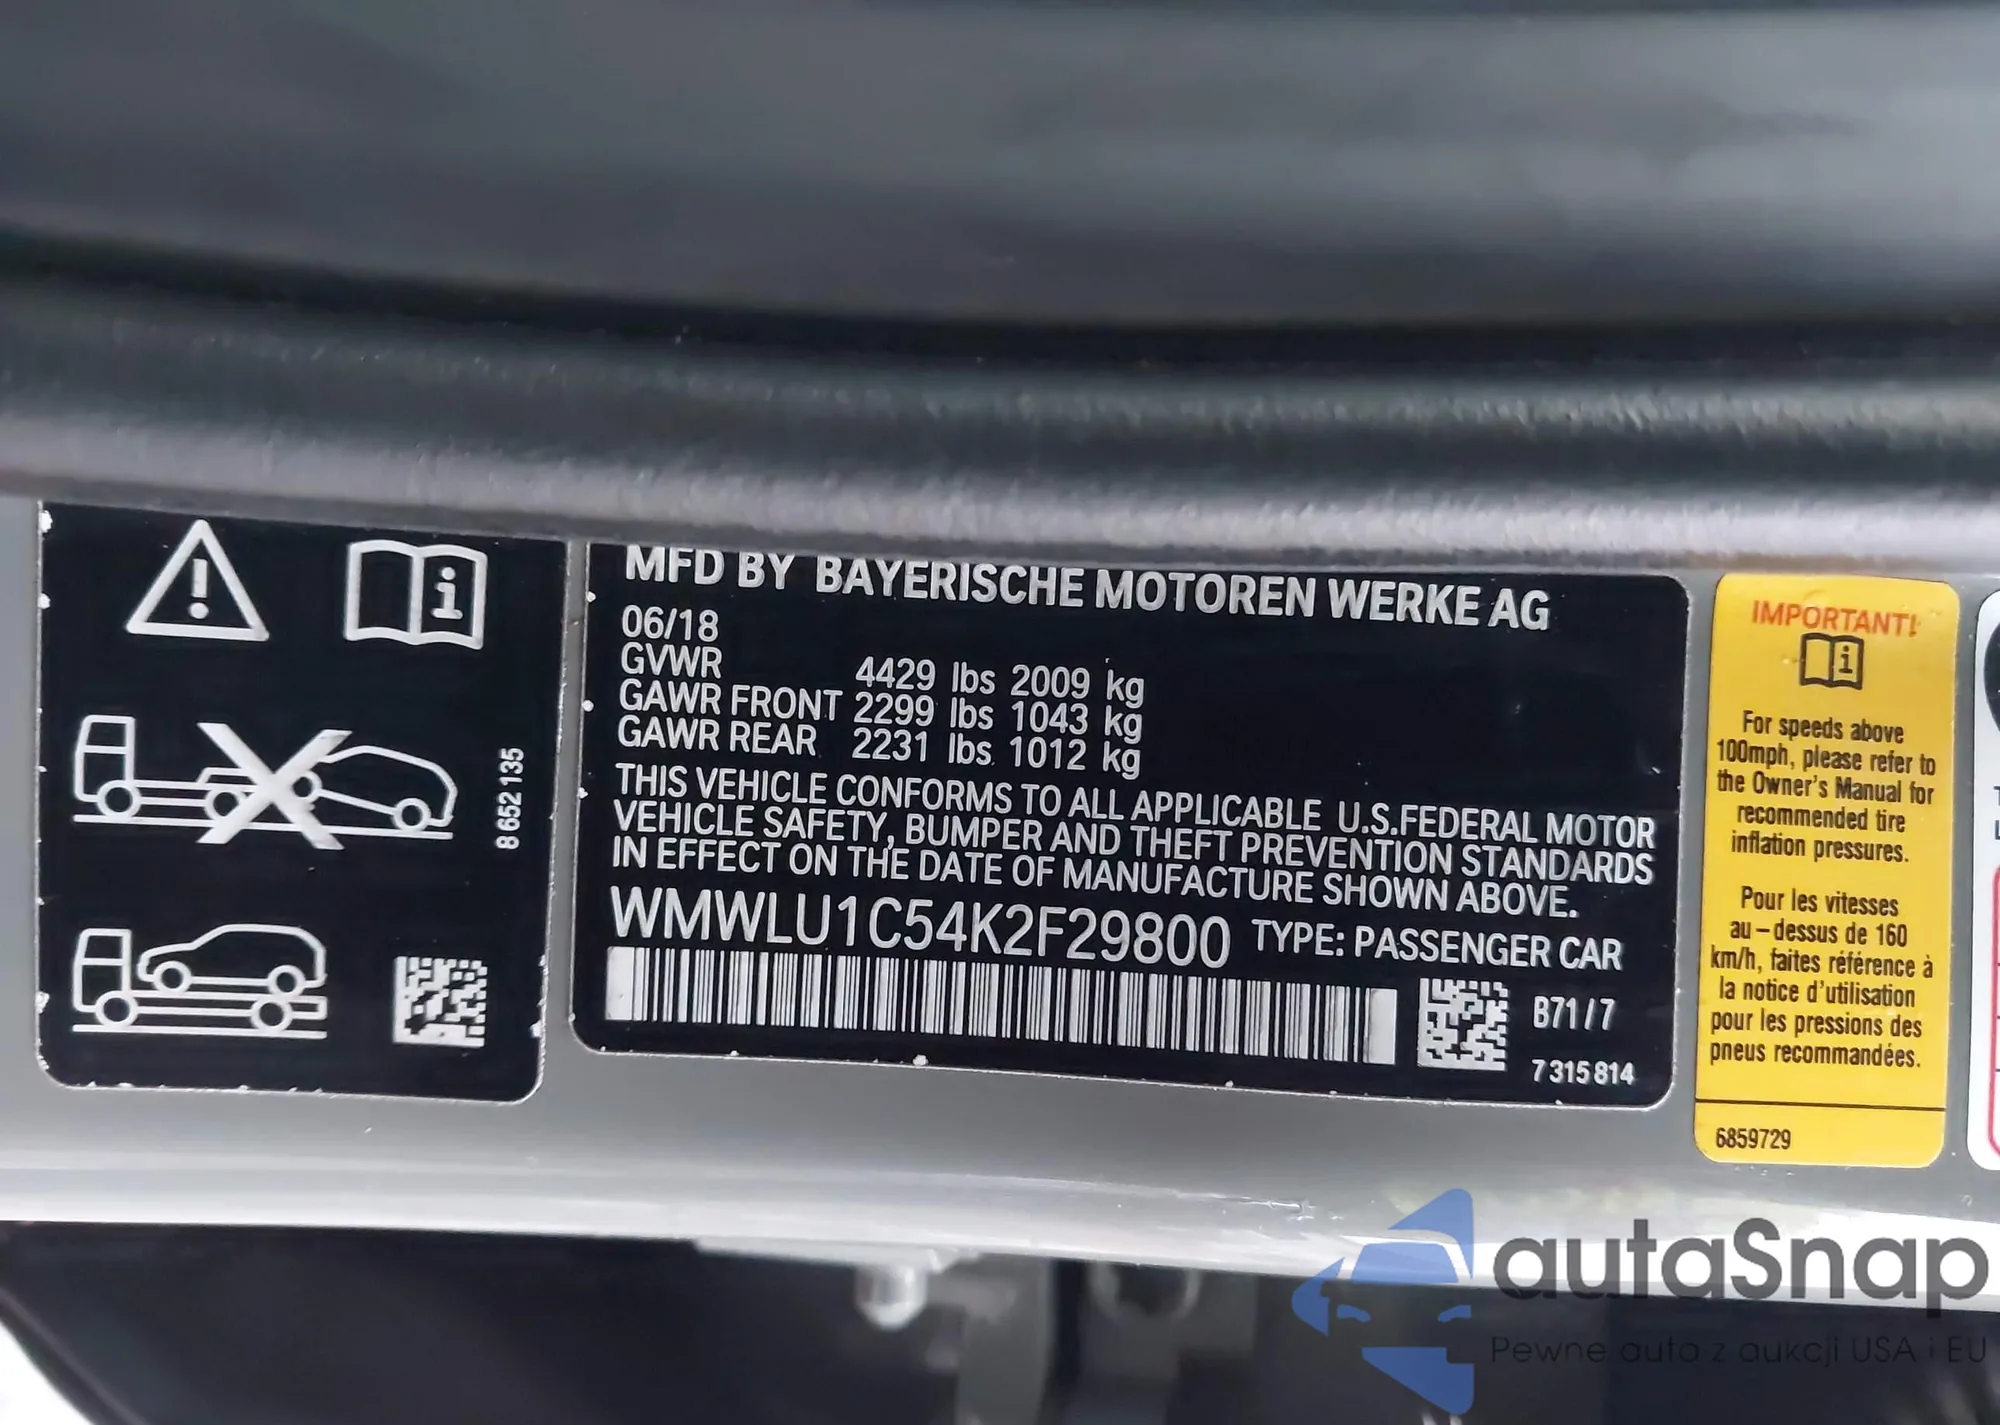 MFD BY BAYERISCHE MOTOREN WERKE AG
06/18
GVWR 4429 lbs 2009 kg
GAWR FRONT 2299 lbs 1043 kg
GAWR REAR 2231 lbs 1012 kg
THIS VEHICLE CONFORMS TO ALL APPLICABLE U.S.FEDERAL MOTOR
VEHICLE SAFETY, BUMPER AND THEFT PREVENTION STANDARDS
IN EFFECT ON THE DATE OF MANUFACTURE SHOWN ABOVE.
WMWLU1C54K2F29800 TYPE: PASSENGER CAR
B71/7
7 315 814
8 652 135
IMPORTANT!
For speeds above
100mph, please refer to
the Owner's Manual for
recommended tire
inflation pressures.
Pour les vitesses
au-dessus de 160
km/h, faites référence à
la notice d'utilisation
pour les pressions des
pneus recommandées.
6859729
autaSnap
Pewne auta z aukcji USA i EU